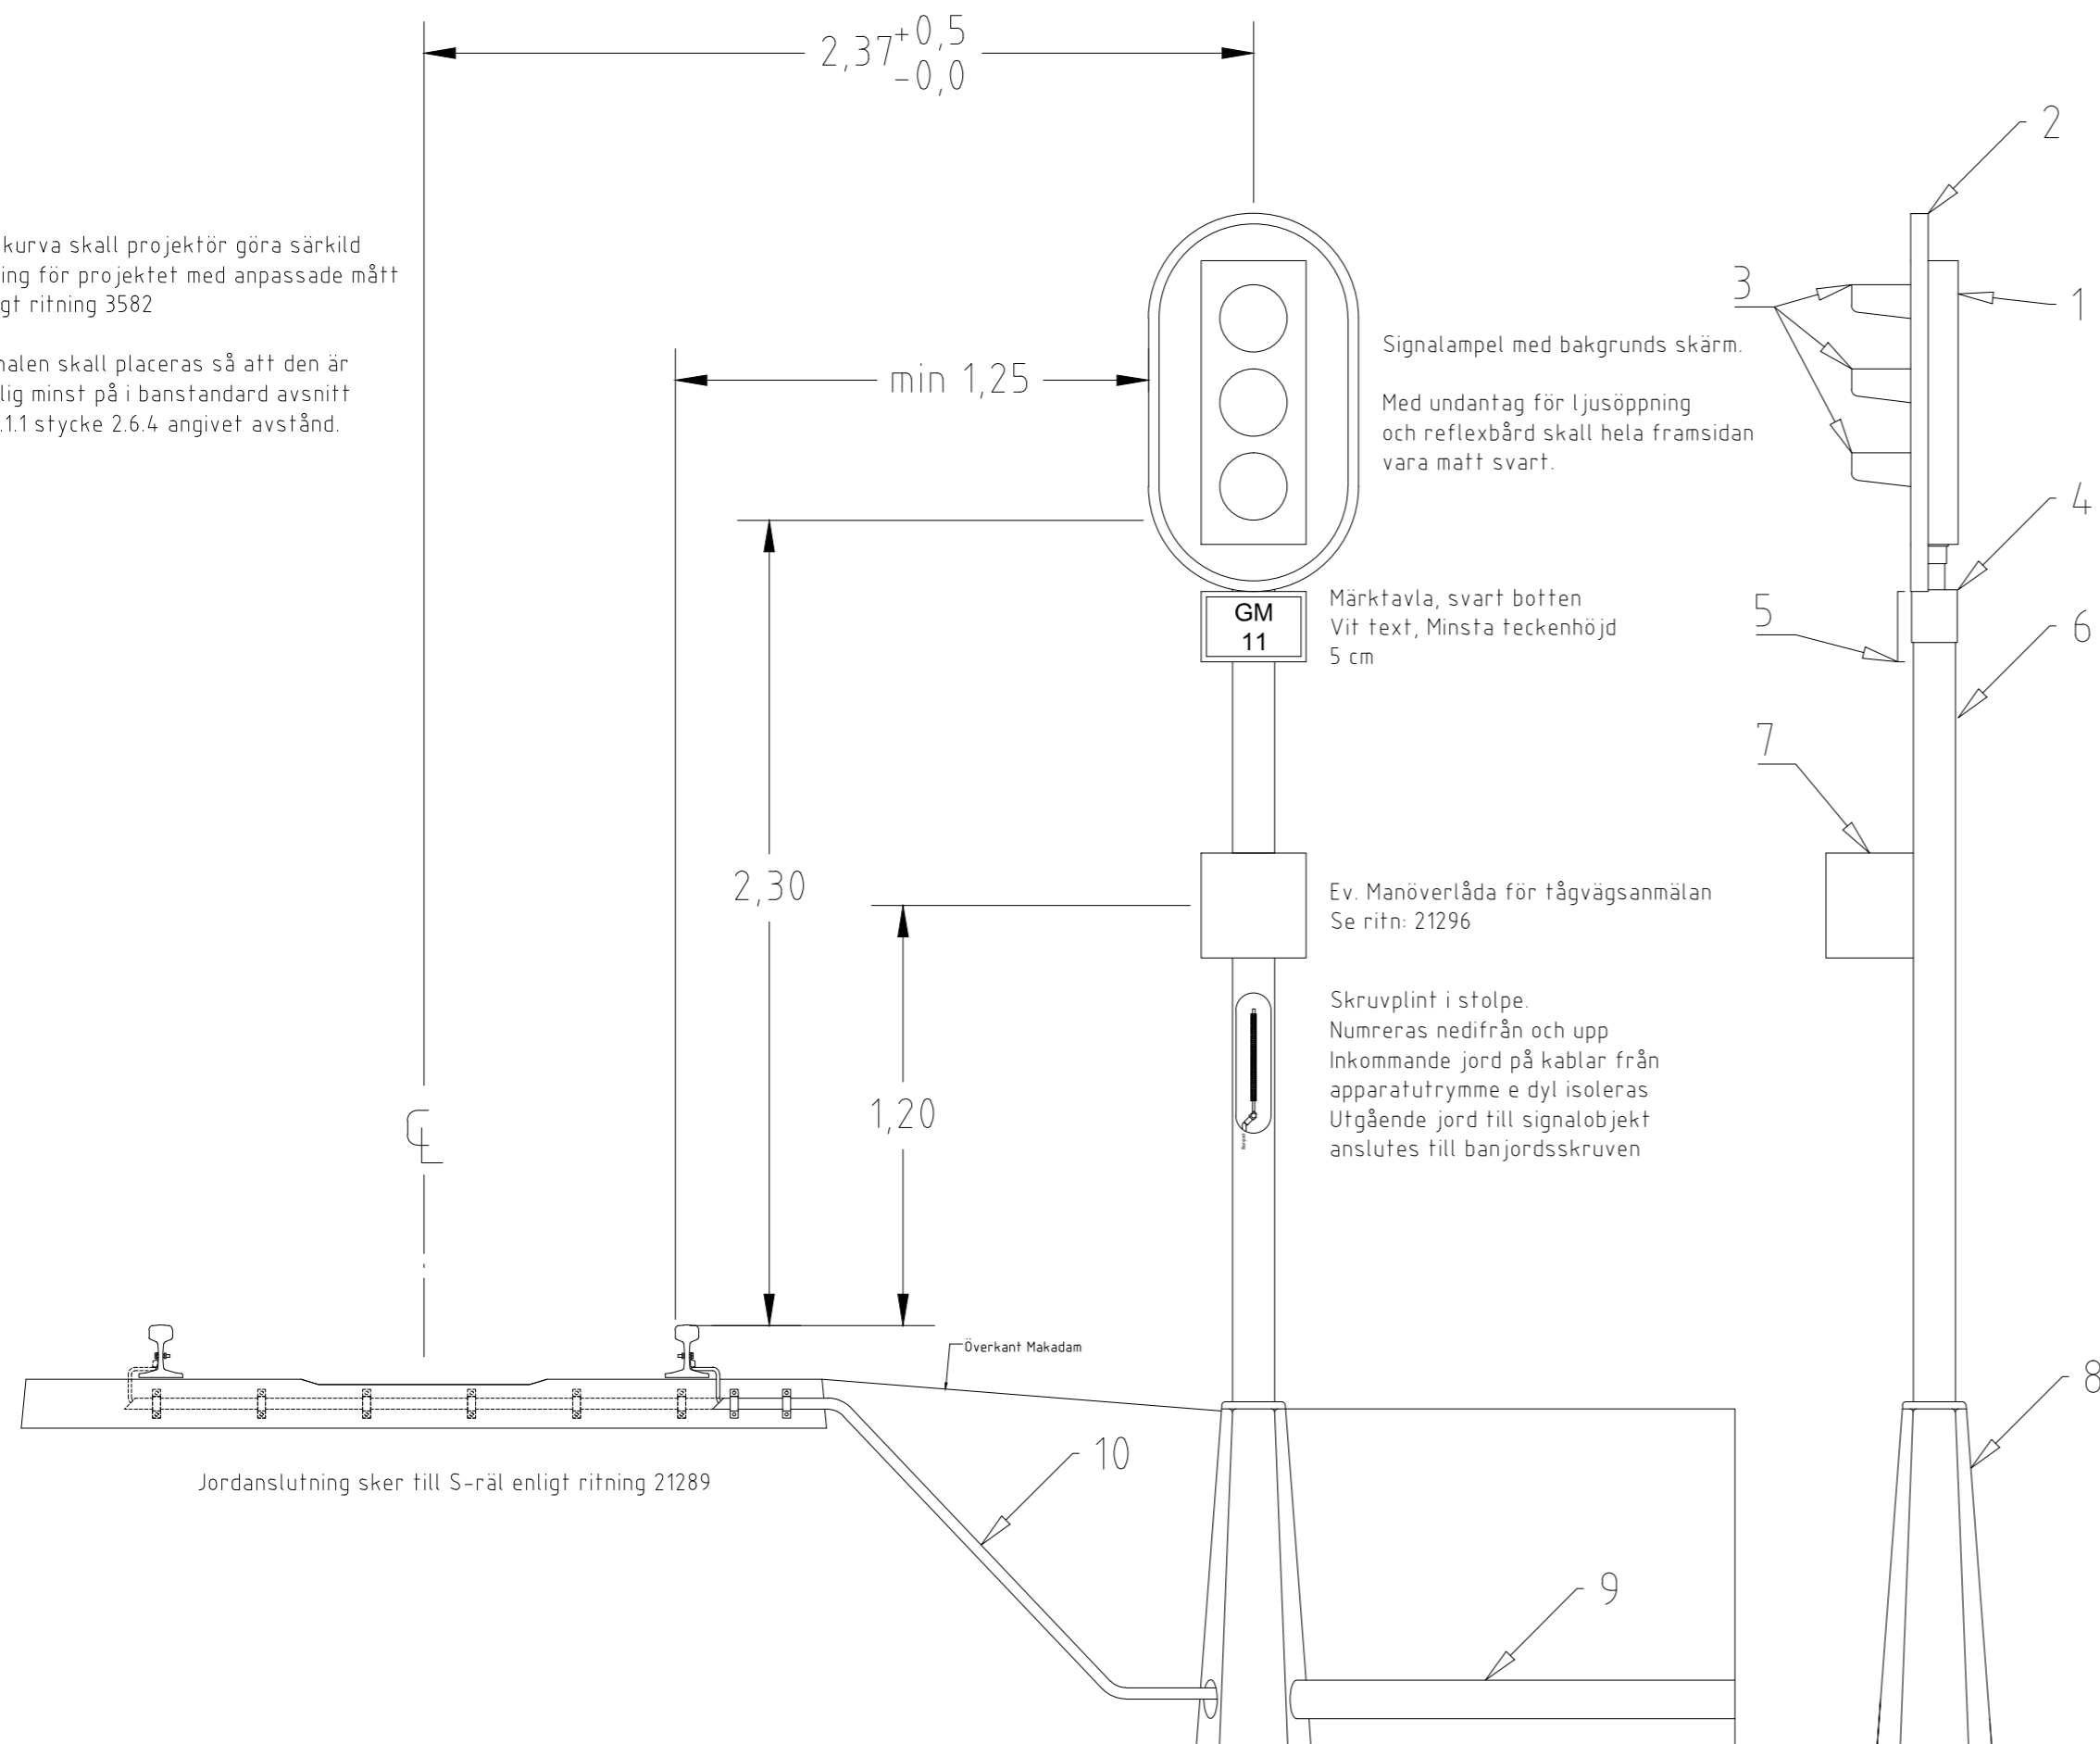 2,37 +0,5
-0,0
2
kurva skall projektör göra särkild
ing för projektet med anpassade mått
gt ritning 3582
3
1
nalen skall placeras så att den är
lig minst på i banstandard avsnitt
.1.1 stycke 2.6.4 angivet avstånd.
min 1,25
Signalampel med bakgrunds skärm.
Med undantag för ljusöppning
och reflexbård skall hela framsidan
vara matt svart.
4
GM
11
Märktavla, svart botten
Vit text, Minsta teckenhöjd
5 cm
5
6
7
2,30
Ev. Manöverlåda för tågvägsanmälan
Se ritn: 21296
1,20
Skruvplint i stolpe.
Numreras nedifrån och upp
Inkommande jord på kablar från
apparatutrymme e dyl isoleras
Utgående jord till signalobjekt
anslutes till banjordsskruven
Överkant Makadam
8
10
Jordanslutning sker till S-räl enligt ritning 21289
9